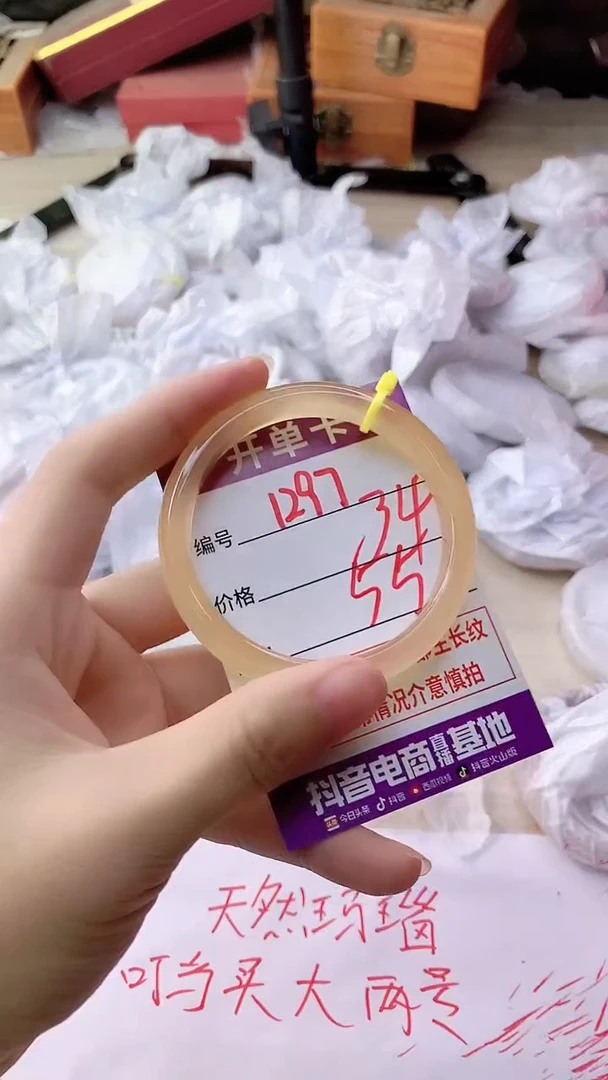 开单卡
编号 1297
34
价格 55
生长纹
情况介意慎拍
抖音电商直播基地
今日头条 抖音 西瓜视频 抖音火山版
天然玛瑙
叮当买大两号